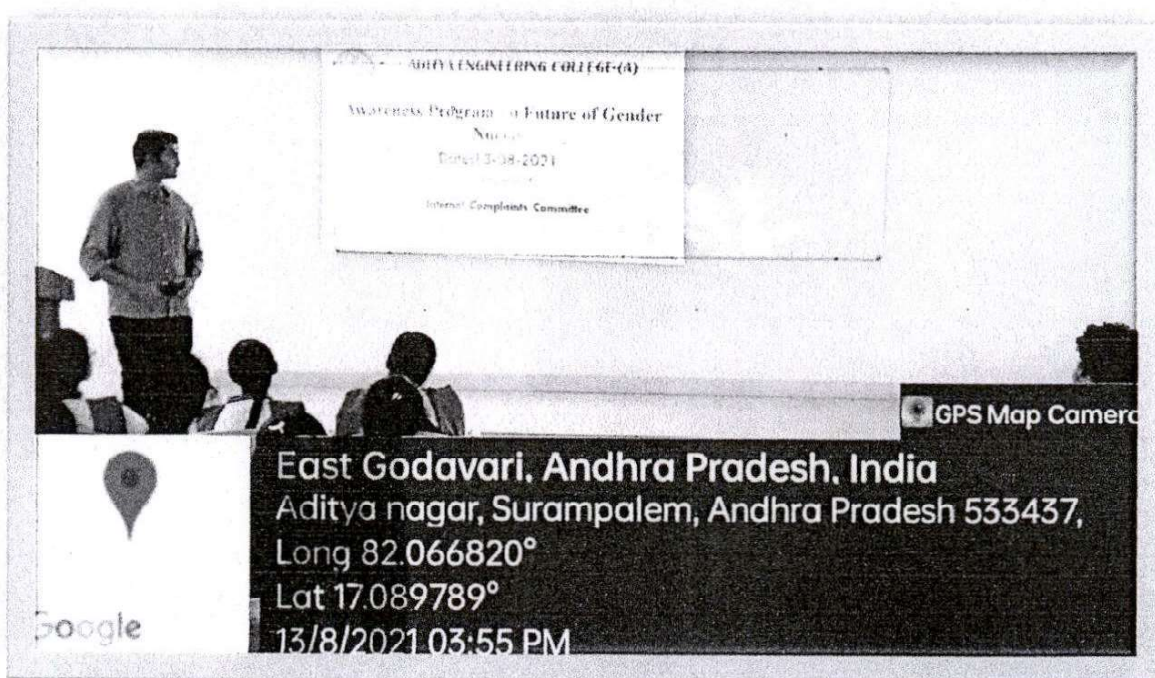 ADITYA ENGINEERING COLLEGE-(A)
Awareness Program Future of Gender
-08-2021
Internal Complaints Committee
GPS Map Camera
East Godavari, Andhra Pradesh, India
Aditya nagar, Surampalem, Andhra Pradesh 533437,
Long 82.066820°
Lat 17.089789°
Google
13/8/2021 03:55 PM